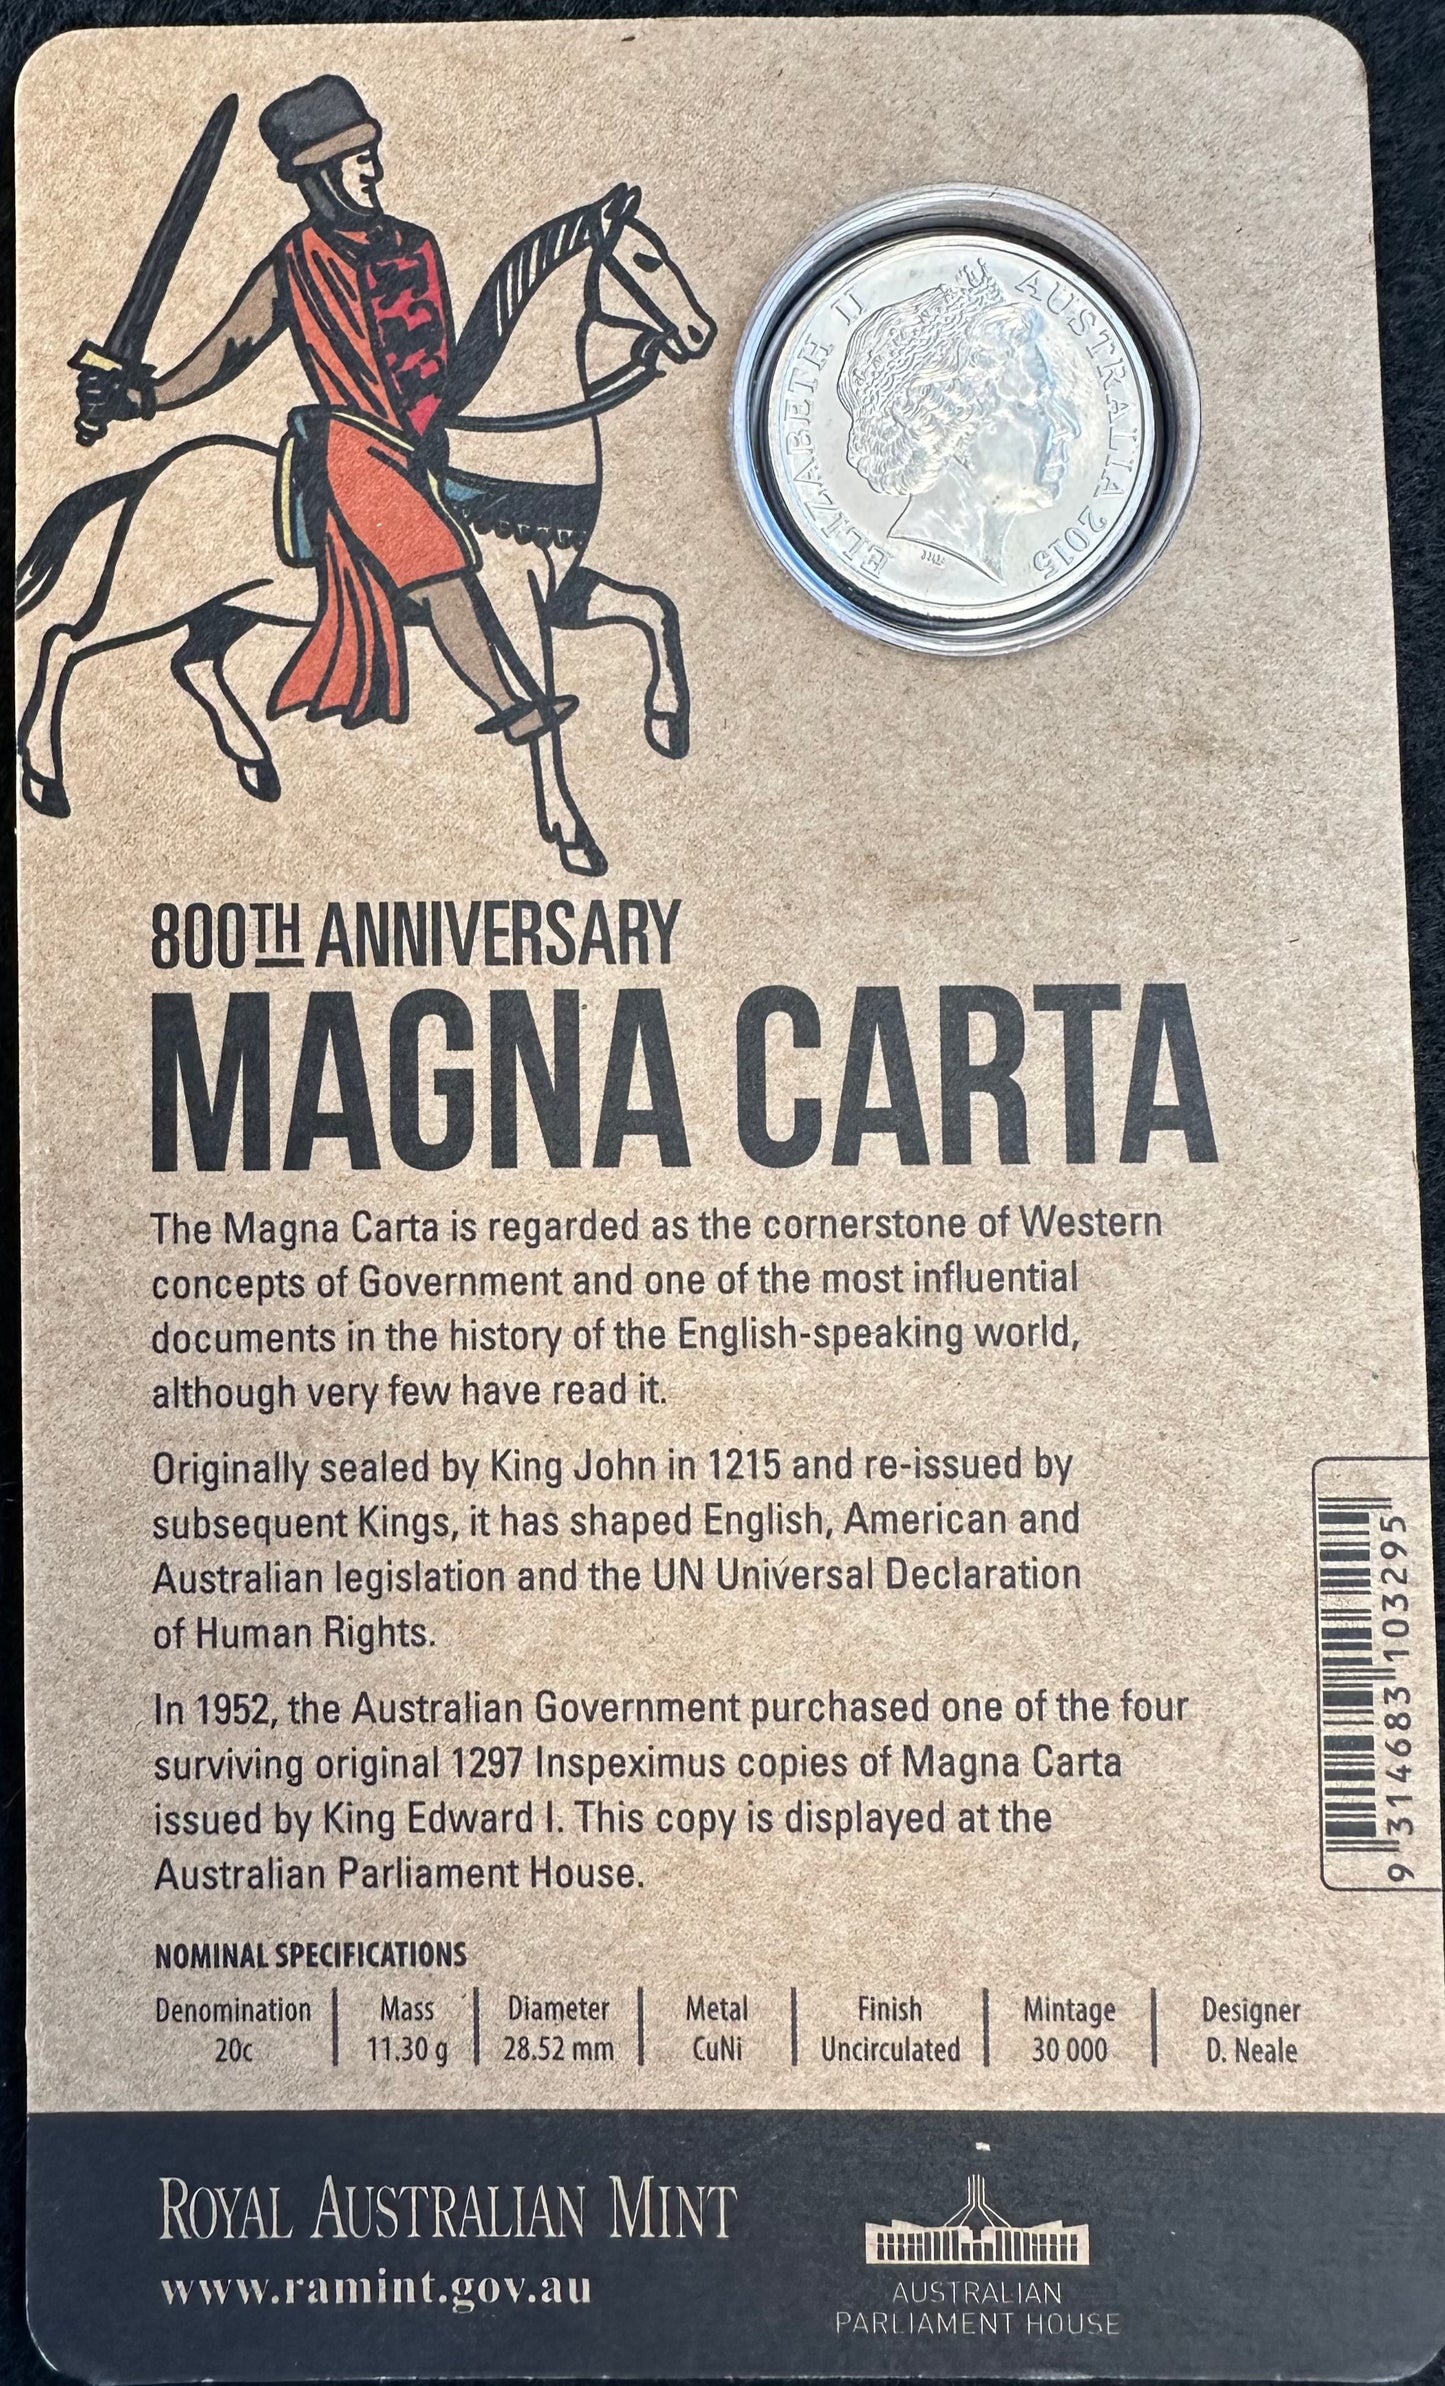 ELIZABETH II AUSTRALIA 2015
800TH ANNIVERSARY
MAGNA CARTA
The Magna Carta is regarded as the cornerstone of Western
concepts of Government and one of the most influential
documents in the history of the English-speaking world,
although very few have read it.
Originally sealed by King John in 1215 and re-issued by
subsequent Kings, it has shaped English, American and
Australian legislation and the UN Universal Declaration
of Human Rights.
In 1952, the Australian Government purchased one of the four
surviving original 1297 Inspeximus copies of Magna Carta
issued by King Edward I. This copy is displayed at the
Australian Parliament House.
9 314683 103295
NOMINAL SPECIFICATIONS
Denomination Mass Diameter Metal Finish Mintage Designer
20c 11.30 g 28.52 mm CuNi Uncirculated 30 000 D. Neale
ROYAL AUSTRALIAN MINT
www.ramint.gov.au
AUSTRALIAN
PARLIAMENT HOUSE